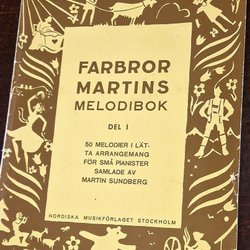 FARBROR
MARTINS
MELODIBOK
DEL I
50 MELODIER I LÄT-
TA ARRANGEMANG
FÖR SMÅ PIANISTER
SAMLADE AV
MARTIN SUNDBERG
NORDISKA MUSIKFÖRLAGET STOCKHOLM